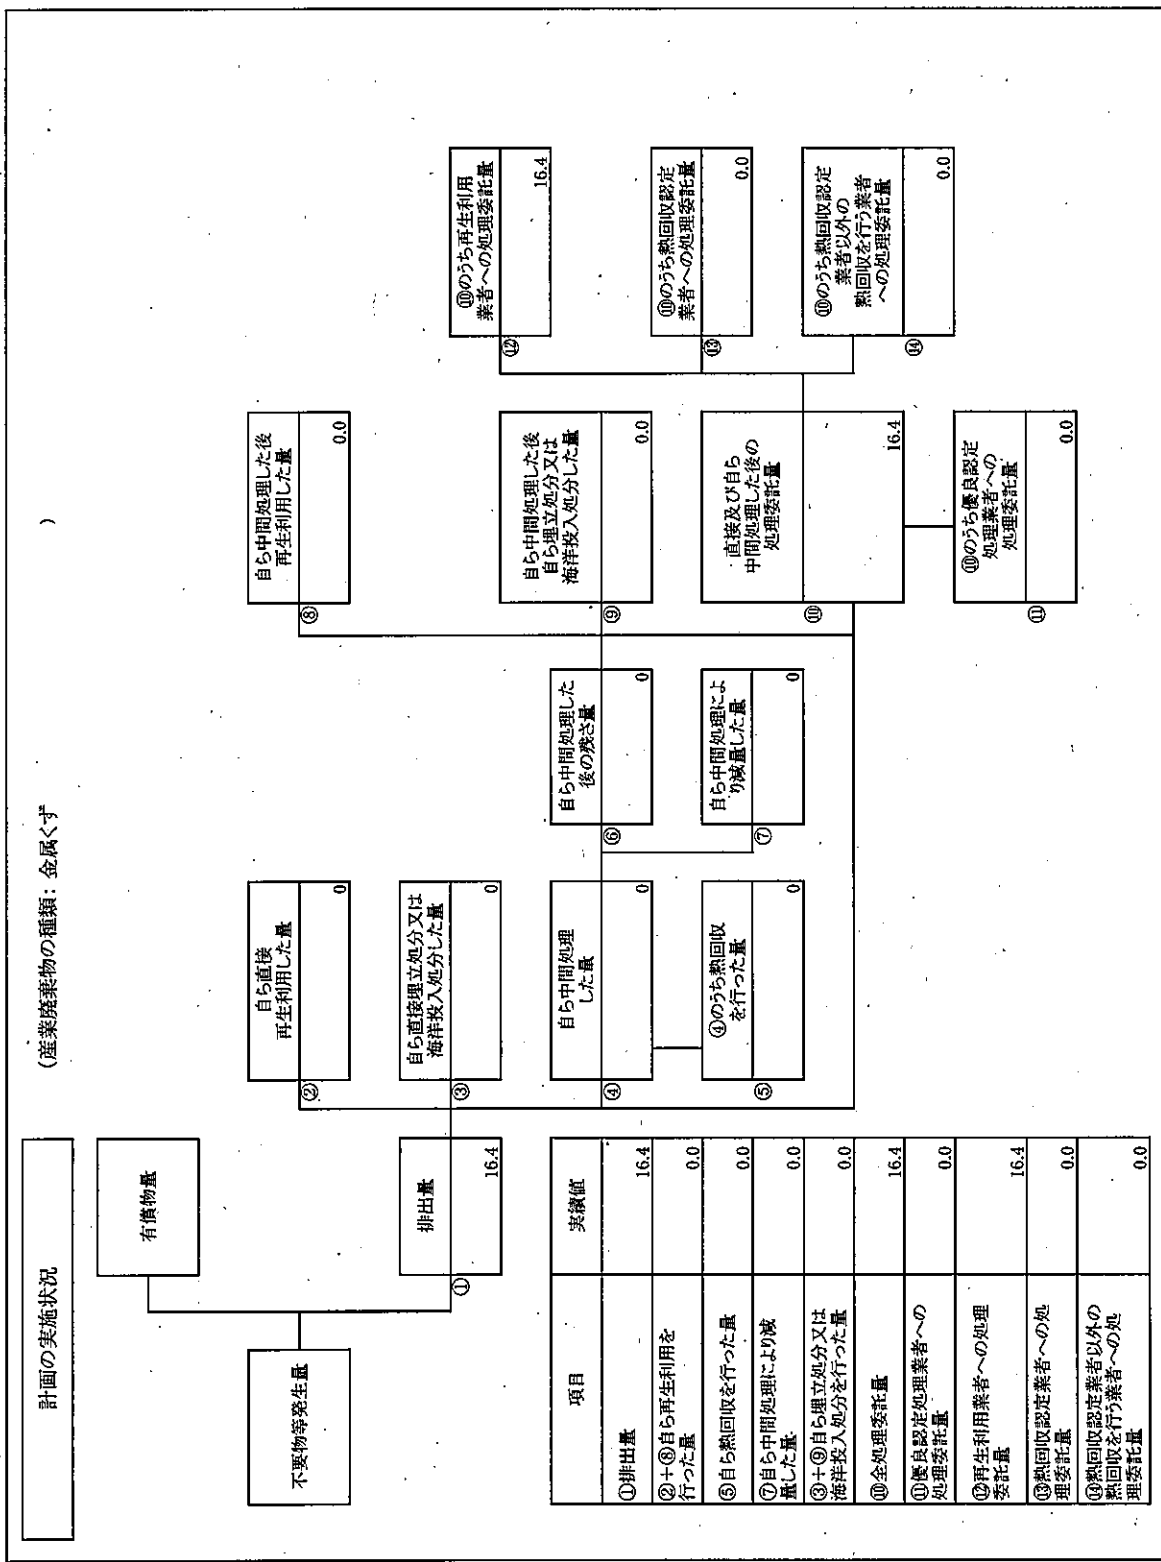 計画の実施状況
(産業廃棄物の種類: 金属くず
)
不要物等発生量
有償物量
排出量
①
16.4
自ら直接
再生利用した量
②
0
自ら直接埋立処分又は
海洋投入処分した量
③
0
自ら中間処理
した量
④
0
④のうち熱回収
を行った量
⑤
0
自ら中間処理した
後の残さ量
⑥
0
自ら中間処理によ
り減量した量
⑦
0
自ら中間処理した後
再生利用した量
⑧
0.0
自ら中間処理した後
自ら埋立処分又は
海洋投入処分した量
⑨
0.0
直接及び自ら
中間処理した後の
処理委託量
⑩
16.4
⑩のうち優良認定
処理業者への
処理委託量
⑪
0.0
⑩のうち再生利用
業者への処理委託量
⑫
16.4
⑩のうち熱回収認定
業者への処理委託量
⑬
0.0
⑩のうち熱回収認定
業者以外の
熱回収を行う業者
への処理委託量
⑭
0.0
項目
実績値
①排出量
16.4
②+⑧自ら再生利用を
行った量
0.0
⑤自ら熱回収を行った量
0.0
⑦自ら中間処理により減
量した量
0.0
③+⑨自ら埋立処分又は
海洋投入処分を行った量
0.0
⑩全処理委託量
16.4
⑪優良認定処理業者への
処理委託量
0.0
⑫再生利用業者への処理
委託量
16.4
⑬熱回収認定業者への処
理委託量
0.0
⑭熱回収認定業者以外の
熱回収を行う業者への処
理委託量
0.0